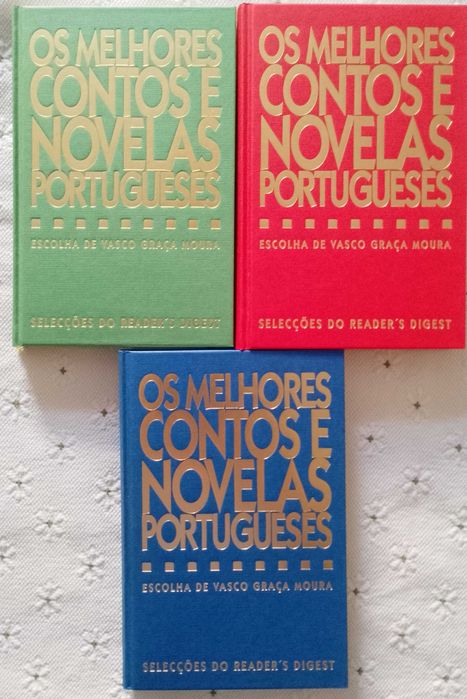 OS MELHORES
CONTOS E
NOVELAS
PORTUGUESES
ESCOLHA DE VASCO GRAÇA MOURA
SELECÇÕES DO READER'S DIGEST
OS MELHORES
CONTOS E
NOVELAS
PORTUGUESES
ESCOLHA DE VASCO GRAÇA MOURA
SELECÇÕES DO READER'S DIGEST
OS MELHORES
CONTOS E
NOVELAS
PORTUGUESES
ESCOLHA DE VASCO GRAÇA MOURA
SELECÇÕES DO READER'S DIGEST